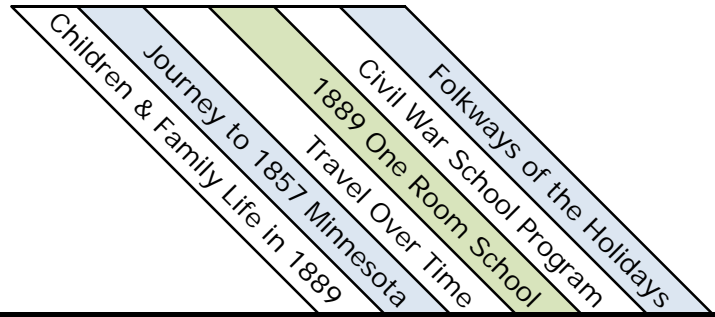 Children & Family Life in 1889
Journey to 1857 Minnesota
Travel Over Time
1889 One Room School
Civil War School Program
Folkways of the Holidays